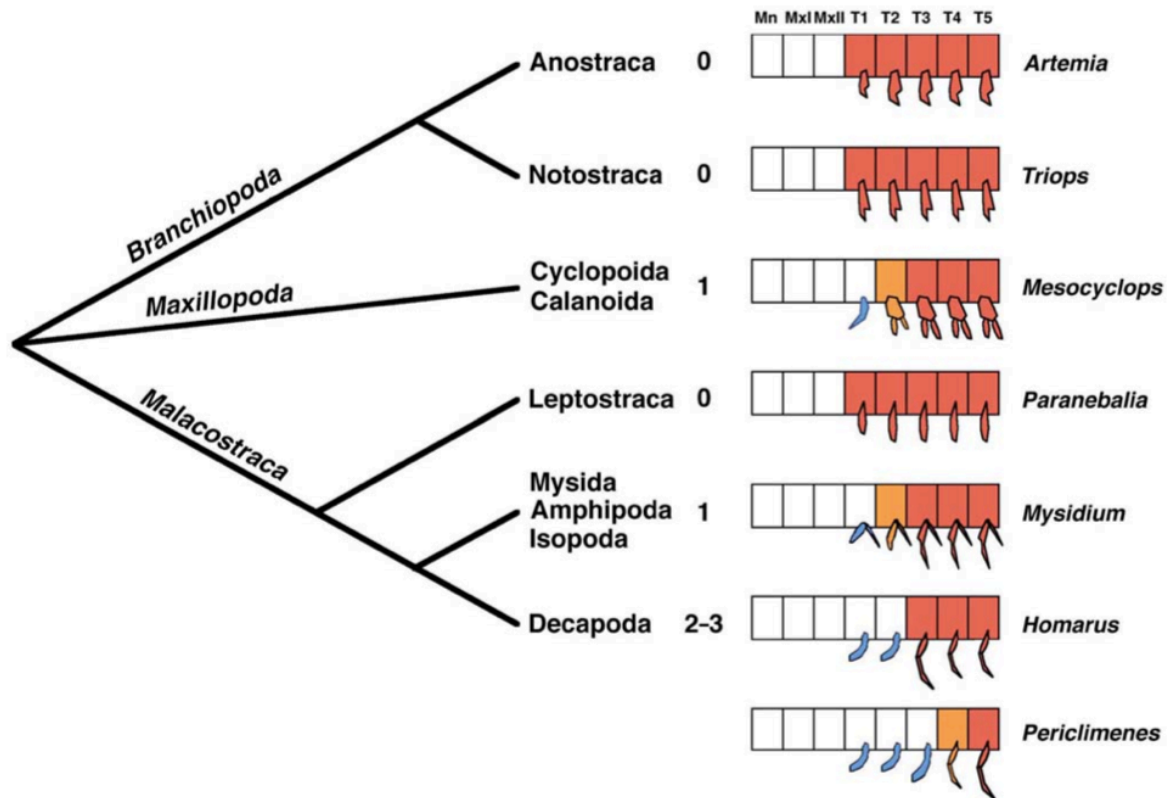 Mn MxI MxII T1 T2 T3 T4 T5
Anostraca 0 Artemia
Notostraca 0 Triops
Branchiopoda
Cyclopoida
Calanoida 1 Mesocyclops
Maxillopoda
Leptostraca 0 Paranebalia
Malacostraca
Mysida
Amphipoda 1 Mysidium
Isopoda
Decapoda 2-3 Homarus
Periclimenes